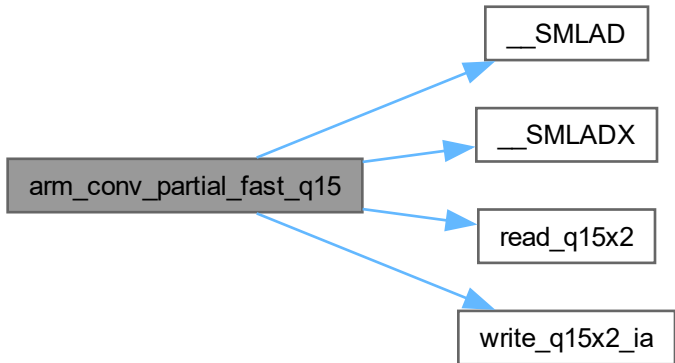 __SMLAD
__SMLADX
arm_conv_partial_fast_q15
read_q15x2
write_q15x2_ia